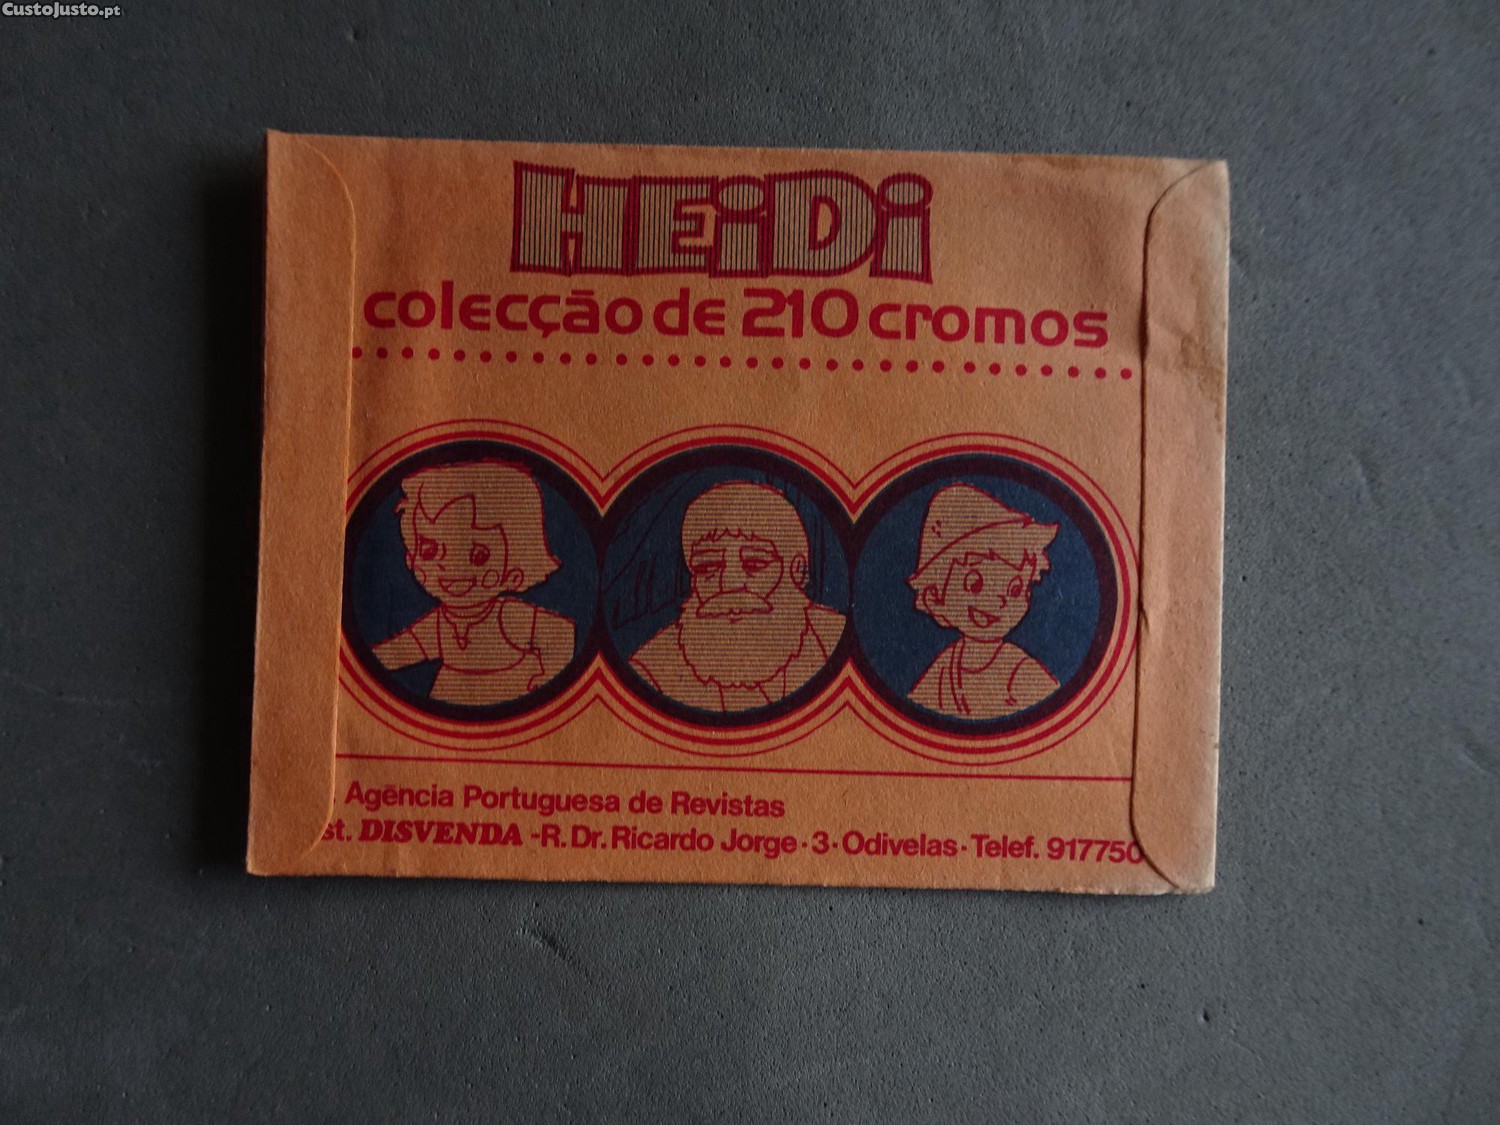 CustoJusto.pt
HEiDi
colecção de 210 cromos
Agência Portuguesa de Revistas
st. DISVENDA -R. Dr. Ricardo Jorge · 3 · Odivelas · Telef. 917750